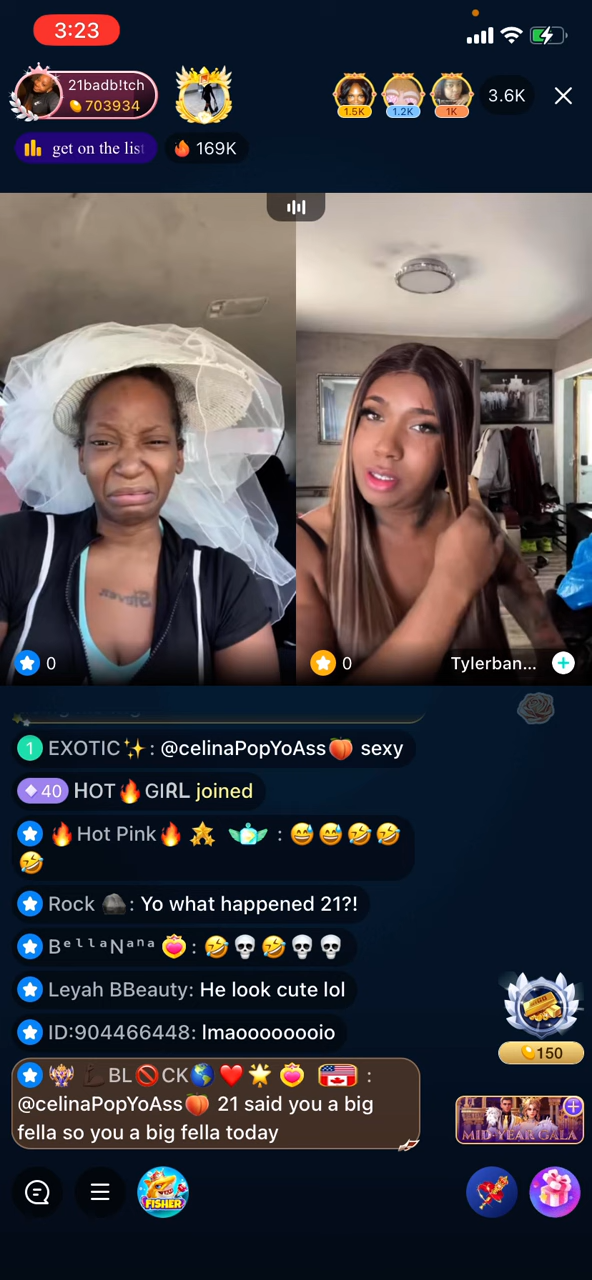 3:23
21badb!tch
703934
1.5K
1.2K
1K
3.6K
get on the list
169K
0
0
Tylerban...
1 EXOTIC✨: @celinaPopYoAss🍑 sexy
40 HOT🔥GIRL joined
🔥Hot Pink🔥 : 😅😅🤣🤣
🤣
Rock 🪨: Yo what happened 21?!
BᵉˡˡᵃNᵃⁿᵃ 💝: 🤣💀🤣💀💀
Leyah BBeauty: He look cute lol
ID:904466448: lmaoooooooio
BL🚫CK🌎❤️🌟 :
@celinaPopYoAss🍑 21 said you a big
fella so you a big fella today
150
MID-YEAR GALA
FISHER